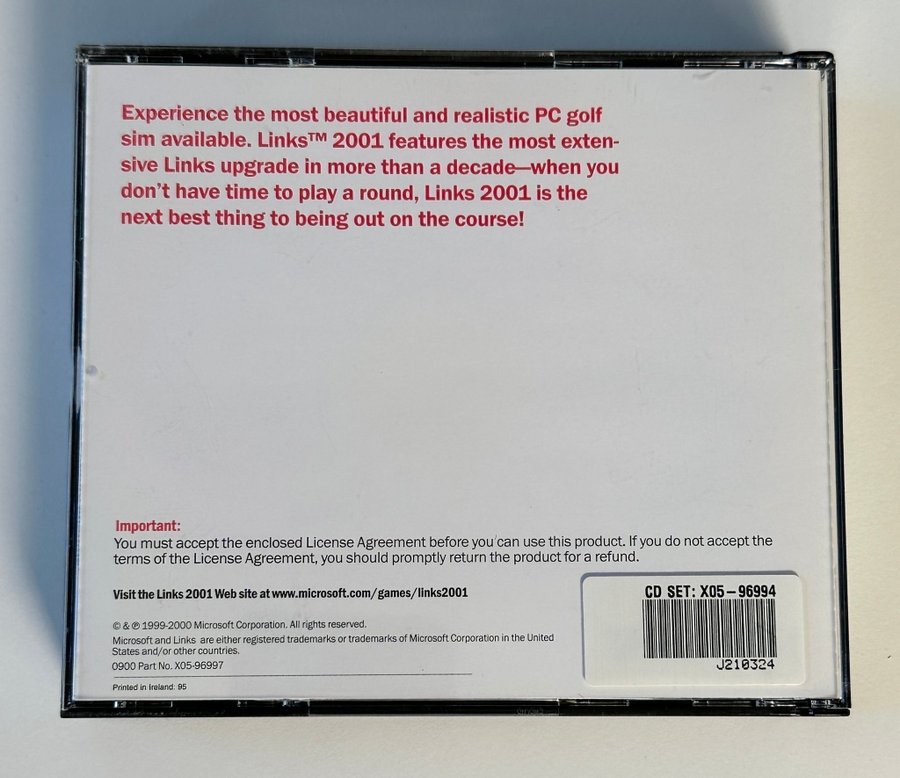 Experience the most beautiful and realistic PC golf
sim available. Links™ 2001 features the most exten-
sive Links upgrade in more than a decade—when you
don't have time to play a round, Links 2001 is the
next best thing to being out on the course!
Important:
You must accept the enclosed License Agreement before you can use this product. If you do not accept the
terms of the License Agreement, you should promptly return the product for a refund.
Visit the Links 2001 Web site at www.microsoft.com/games/links2001
© & ℗ 1999-2000 Microsoft Corporation. All rights reserved.
Microsoft and Links are either registered trademarks or trademarks of Microsoft Corporation in the United
States and/or other countries.
0900 Part No. X05-96997
Printed in Ireland: 95
CD SET: X05-96994
J210324